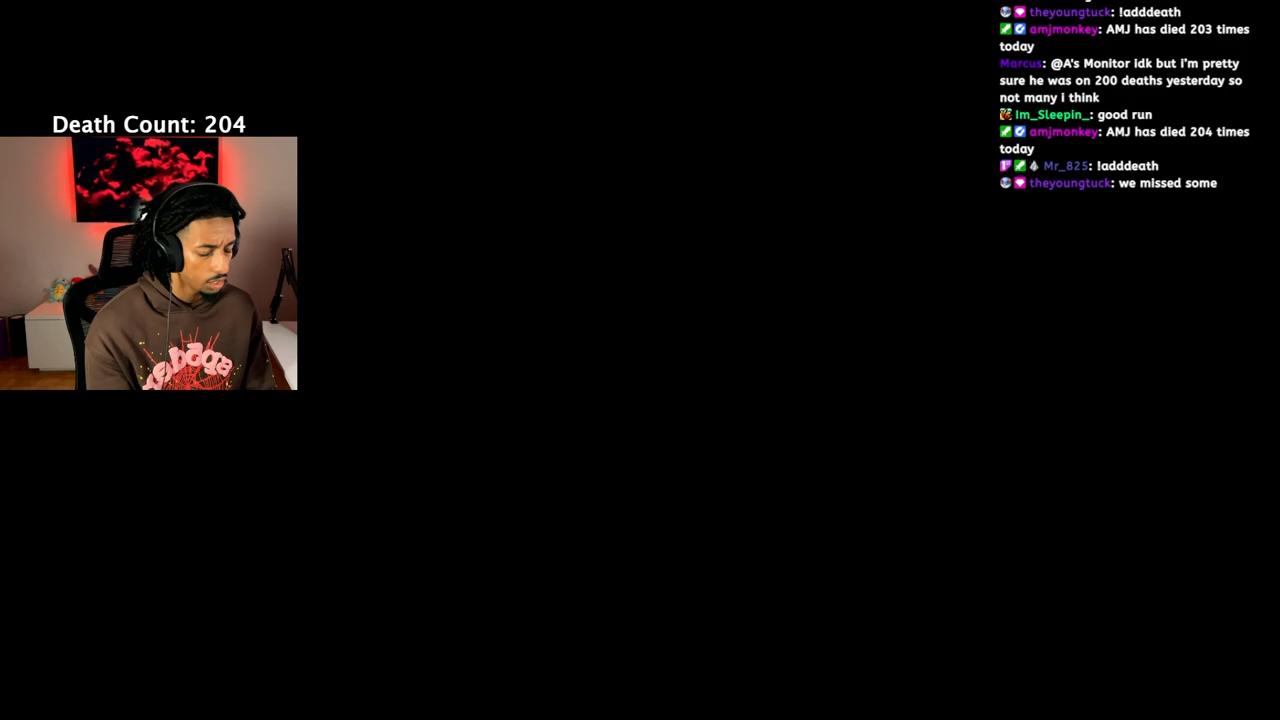 theyoungtuck: !adddeath
amjmonkey: AMJ has died 203 times
today
Marcus: @A's Monitor idk but i'm pretty
sure he was on 200 deaths yesterday so
not many i think
Death Count: 204
Im_Sleepin_: good run
amjmonkey: AMJ has died 204 times
today
Mr_825: !adddeath
theyoungtuck: we missed some